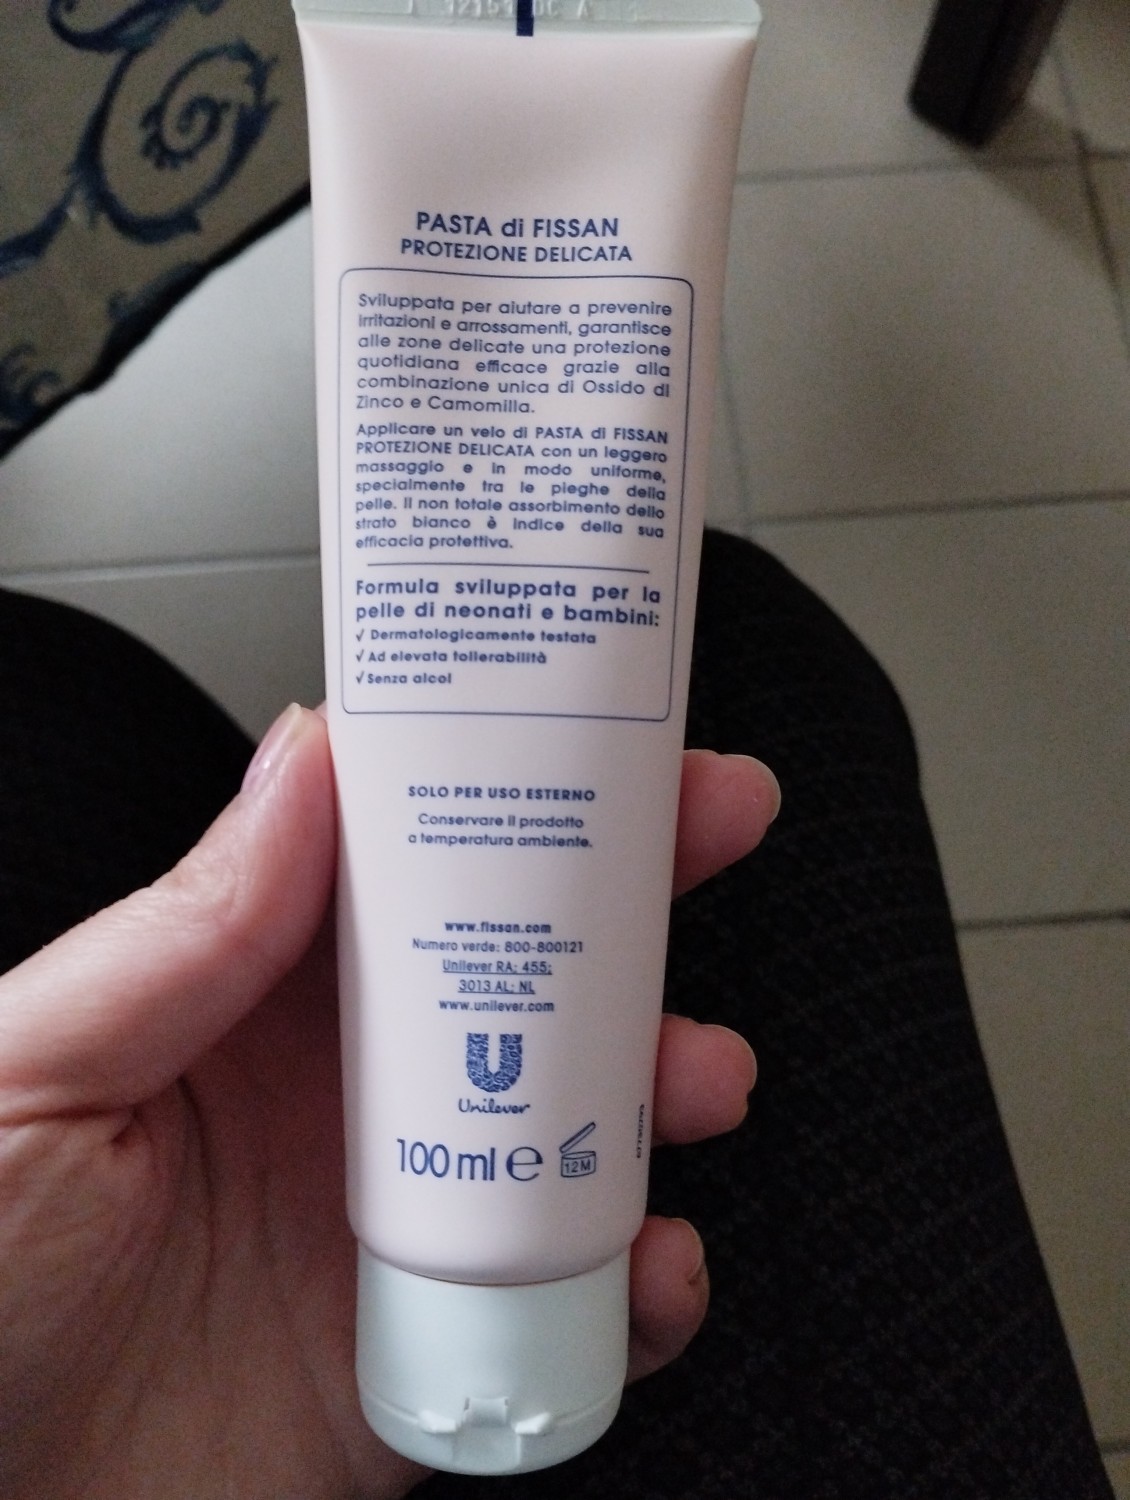 PASTA di FISSAN
PROTEZIONE DELICATA
Sviluppata per aiutare a prevenire
irritazioni e arrossamenti, garantisce
alle zone delicate una protezione
quotidiana efficace grazie alla
combinazione unica di Ossido di
Zinco e Camomilla.
Applicare un velo di PASTA di FISSAN
PROTEZIONE DELICATA con un leggero
massaggio e in modo uniforme,
specialmente tra le pieghe della
pelle. Il non totale assorbimento dello
strato bianco è indice della sua
efficacia protettiva.
Formula sviluppata per la
pelle di neonati e bambini:
√ Dermatologicamente testata
√ Ad elevata tollerabilità
√ Senza alcol
SOLO PER USO ESTERNO
Conservare il prodotto
a temperatura ambiente.
www.fissan.com
Numero verde: 800-800121
Unilever RA; 455;
3013 AL; NL
www.unilever.com
U
Unilever
100 ml e
12M